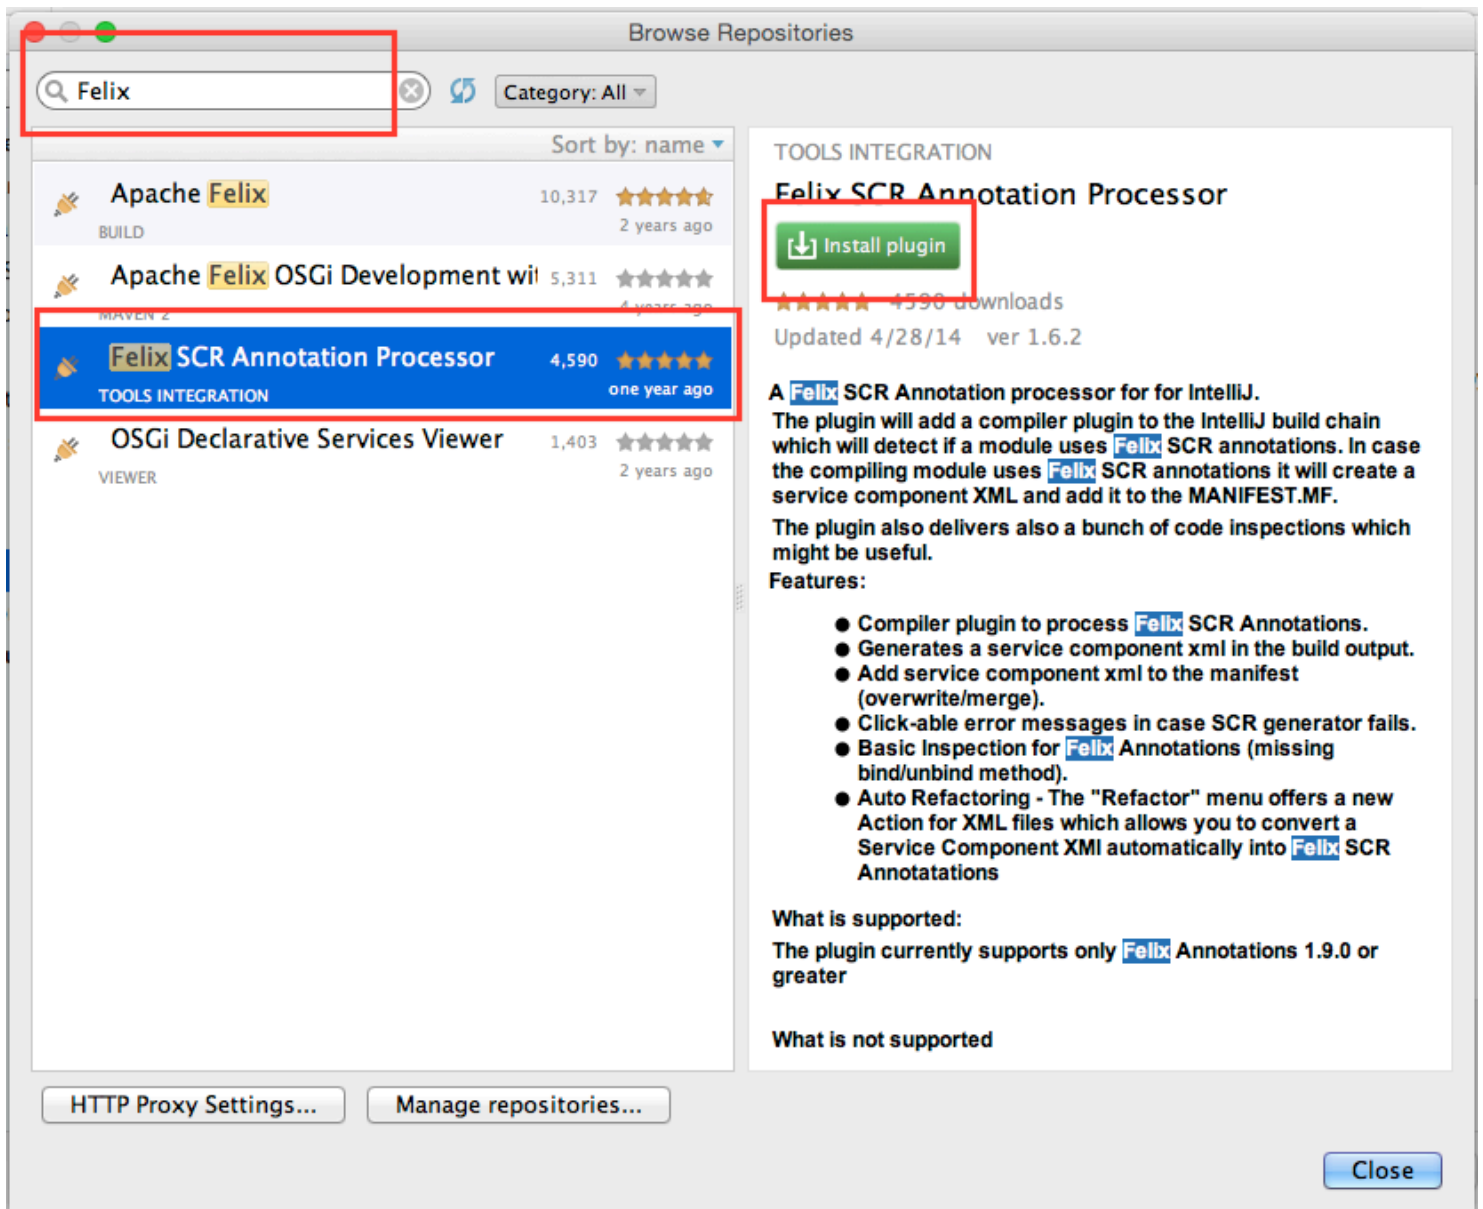 Browse Repositories
Felix
Category: All
Sort by: name
Apache Felix
10,317
BUILD
2 years ago
Apache Felix OSGi Development wit
5,311
MAVEN 2
4 years ago
Felix SCR Annotation Processor
4,590
TOOLS INTEGRATION
one year ago
OSGi Declarative Services Viewer
1,403
VIEWER
2 years ago
TOOLS INTEGRATION
Felix SCR Annotation Processor
Install plugin
4590 downloads
Updated 4/28/14 ver 1.6.2
A Felix SCR Annotation processor for for IntelliJ.
The plugin will add a compiler plugin to the IntelliJ build chain
which will detect if a module uses Felix SCR annotations. In case
the compiling module uses Felix SCR annotations it will create a
service component XML and add it to the MANIFEST.MF.
The plugin also delivers also a bunch of code inspections which
might be useful.
Features:
● Compiler plugin to process Felix SCR Annotations.
● Generates a service component xml in the build output.
● Add service component xml to the manifest
(overwrite/merge).
● Click-able error messages in case SCR generator fails.
● Basic Inspection for Felix Annotations (missing
bind/unbind method).
● Auto Refactoring - The "Refactor" menu offers a new
Action for XML files which allows you to convert a
Service Component XMl automatically into Felix SCR
Annotatations
What is supported:
The plugin currently supports only Felix Annotations 1.9.0 or
greater
What is not supported
HTTP Proxy Settings...
Manage repositories...
Close